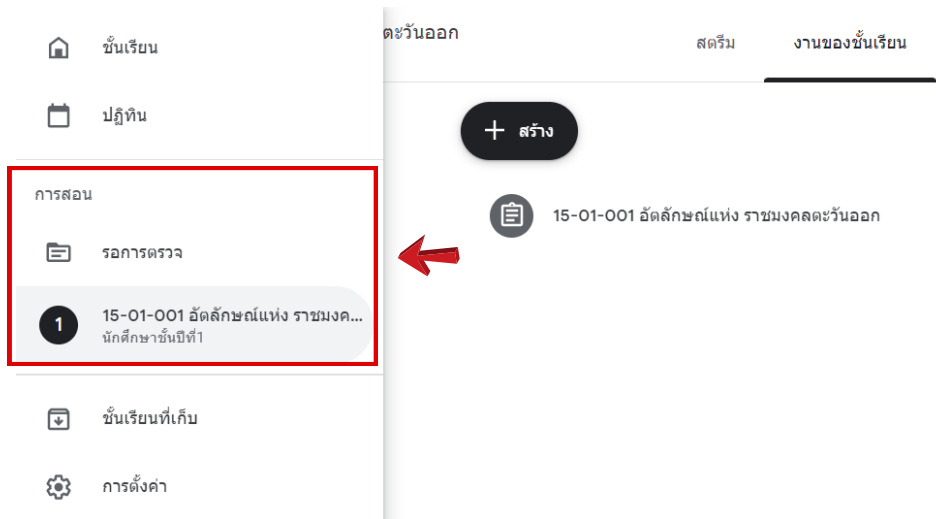 ชั้นเรียน
ปฏิทิน
การสอน
รอการตรวจ
1
15-01-001 อัตลักษณ์แห่ง ราชมงค...
นักศึกษาชั้นปีที่1
ชั้นเรียนที่เก็บ
การตั้งค่า
ตะวันออก
สตรีม
งานของชั้นเรียน
สร้าง
15-01-001 อัตลักษณ์แห่ง ราชมงคลตะวันออก